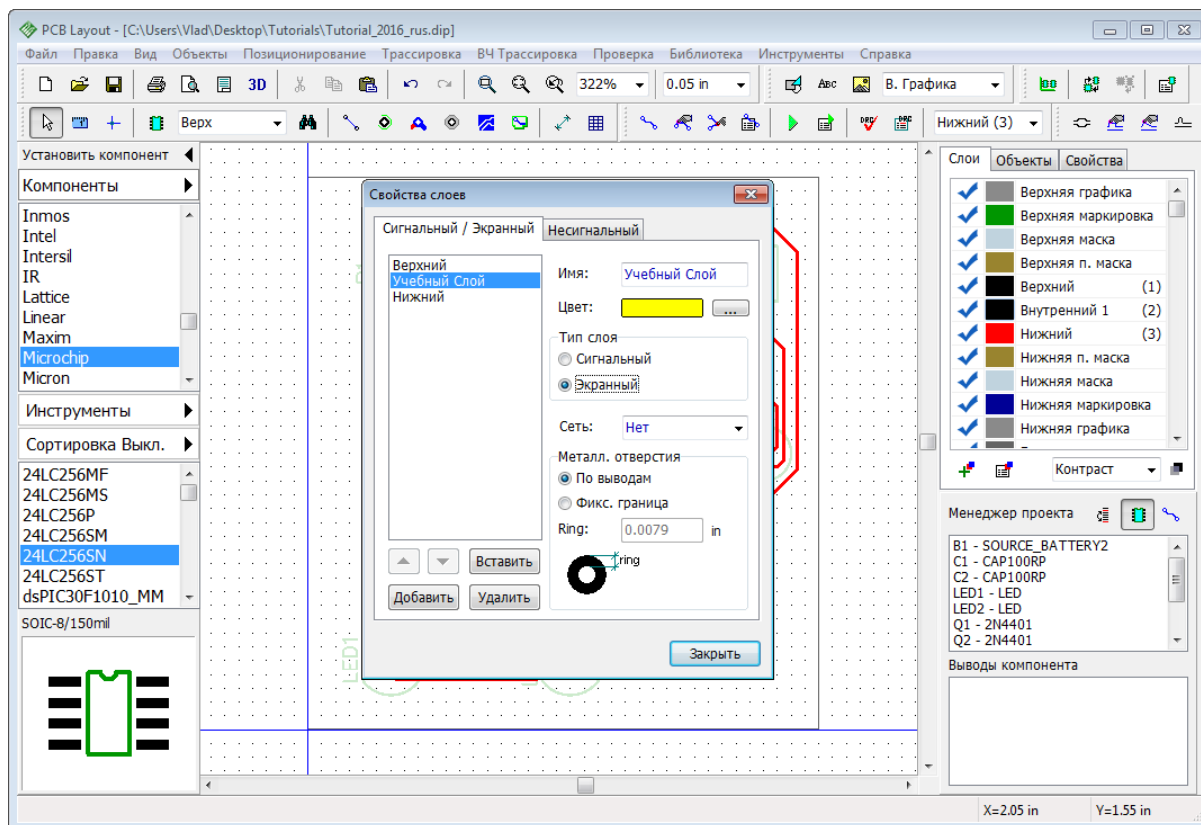 PCB Layout - [C:\Users\Vlad\Desktop\Tutorials\Tutorial_2016_rus.dip]
Файл Правка Вид Объекты Позиционирование Трассировка ВЧ Трассировка Проверка Библиотека Инструменты Справка
3D 322% 0.05 in ABC В. Графика
Верх DRC DRC Нижний (3)
Установить компонент
Компоненты
Inmos
Intel
Intersil
IR
Lattice
Linear
Maxim
Microchip
Micron
Инструменты
Сортировка Выкл.
24LC256MF
24LC256MS
24LC256P
24LC256SM
24LC256SN
24LC256ST
dsPIC30F1010_MM
SOIC-8/150mil
LED1
Свойства слоев
Сигнальный / Экранный Несигнальный
Верхний
Учебный Слой
Нижний
Вставить
Добавить Удалить
Имя: Учебный Слой
Цвет: ...
Тип слоя
Сигнальный
Экранный
Сеть: Нет
Металл. отверстия
По выводам
Фикс. граница
Ring: 0.0079 in
ring
Закрыть
Слои Объекты Свойства
Верхняя графика
Верхняя маркировка
Верхняя маска
Верхняя п. маска
Верхний (1)
Внутренний 1 (2)
Нижний (3)
Нижняя п. маска
Нижняя маска
Нижняя маркировка
Нижняя графика
Контраст
Менеджер проекта
B1 - SOURCE_BATTERY2
C1 - CAP100RP
C2 - CAP100RP
LED1 - LED
LED2 - LED
Q1 - 2N4401
Q2 - 2N4401
Выводы компонента
X=2.05 in Y=1.55 in